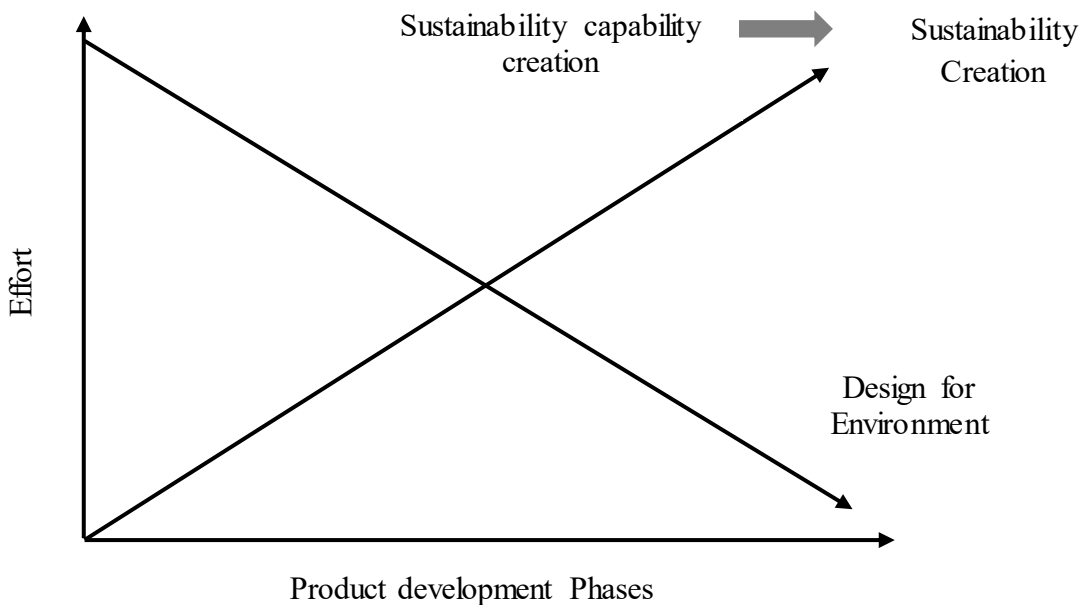 Sustainability capability
creation
Sustainability
Creation
Effort
Design for
Environment
Product development Phases